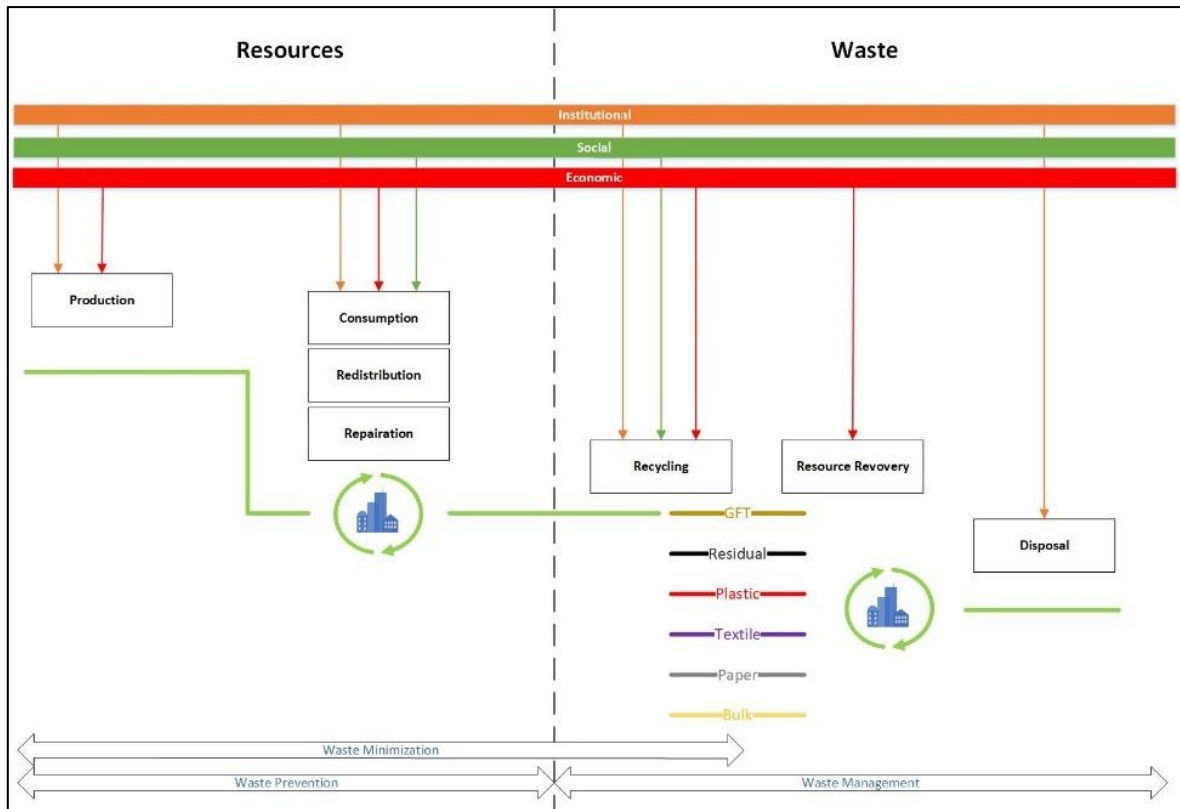 Resources
Waste
Institutional
Social
Economic
Production
Consumption
Redistribution
Repairation
Recycling
Resource Revovery
Disposal
GFT
Residual
Plastic
Textile
Paper
Bulk
Waste Minimization
Waste Prevention
Waste Management